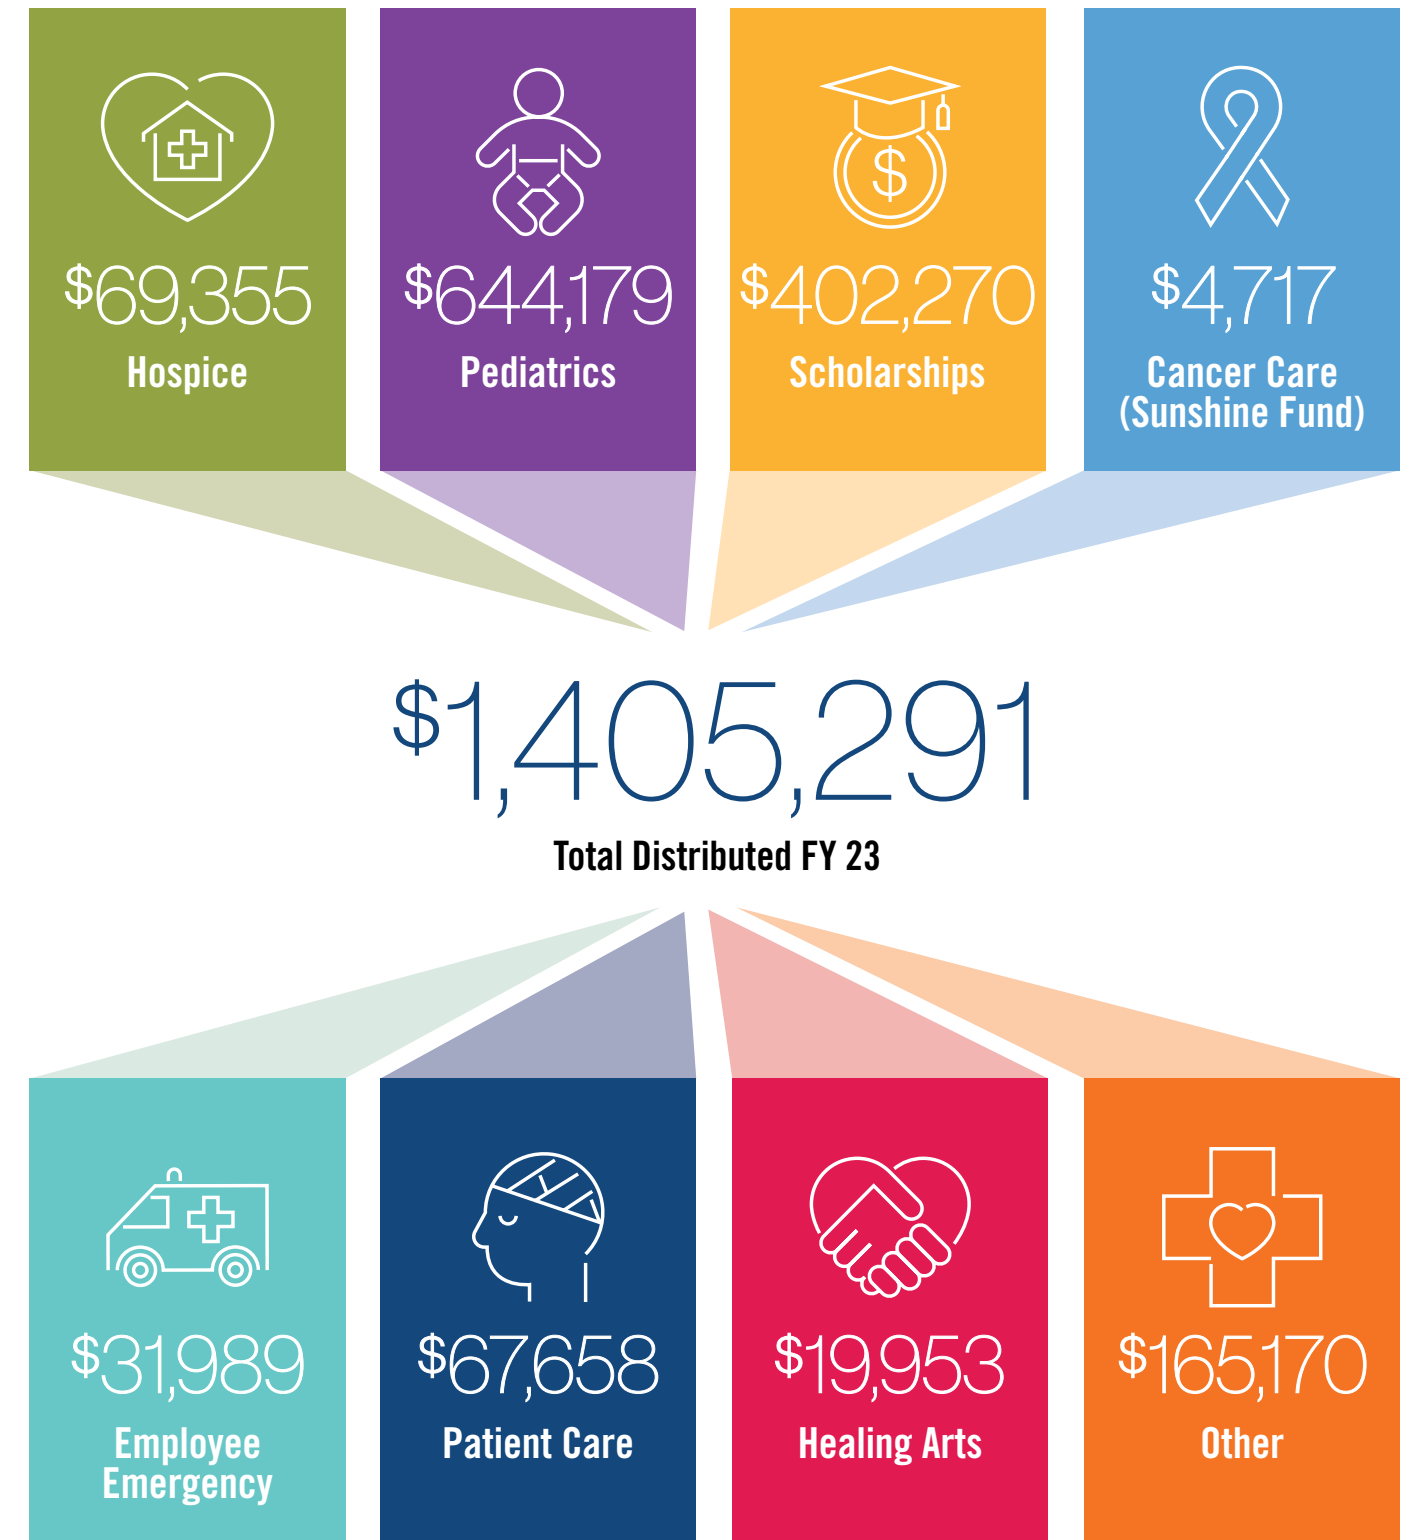 $
$69,355
Hospice
$644,179
Pediatrics
$402,270
Scholarships
$4,717
Cancer Care
(Sunshine Fund)
$1,405,291
Total Distributed FY 23
$31,989
Employee
Emergency
$67,658
Patient Care
$19,953
Healing Arts
$165,170
Other